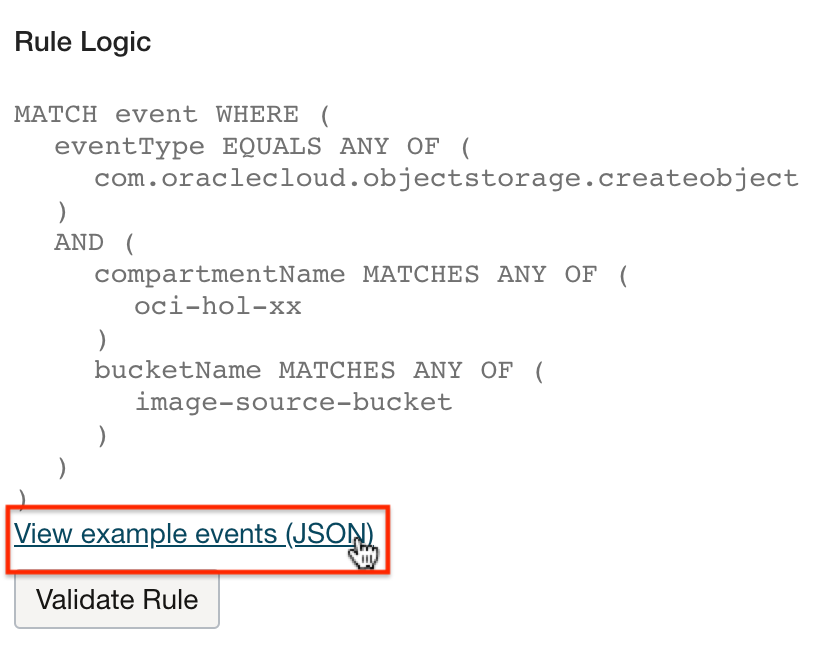 Rule Logic
MATCH event WHERE (
eventType EQUALS ANY OF (
com.oraclecloud.objectstorage.createobject
)
AND (
compartmentName MATCHES ANY OF (
oci-hol-xx
)
bucketName MATCHES ANY OF (
image-source-bucket
)
)
)
View example events (JSON)
Validate Rule